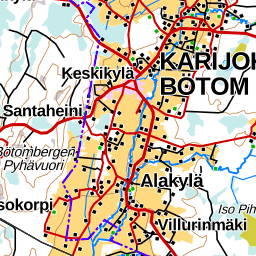 Keskikylä
KARIJOK
BOTOM
Santaheini
Botombergen
Pyhävuori
Alakylä
sokorpi
Iso Pih
Villurinmäki